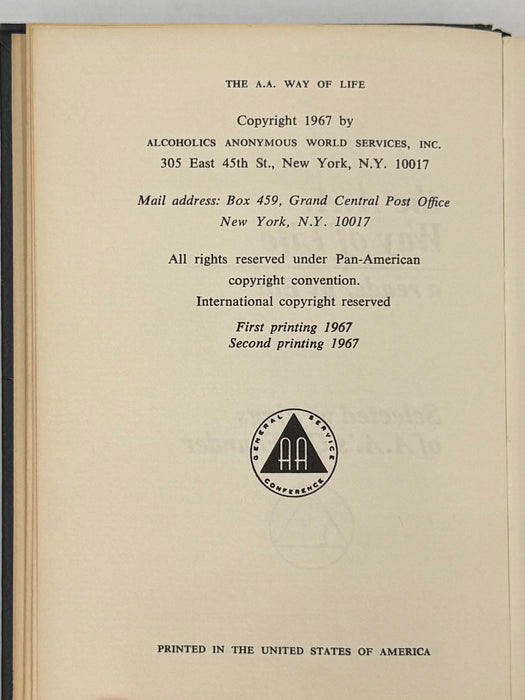 THE A.A. WAY OF LIFE
Copyright 1967 by
ALCOHOLICS ANONYMOUS WORLD SERVICES, INC.
305 East 45th St., New York, N.Y. 10017
Mail address: Box 459, Grand Central Post Office
New York, N.Y. 10017
All rights reserved under Pan-American
copyright convention.
International copyright reserved
First printing 1967
Second printing 1967
GENERAL SERVICE
AA
CONFERENCE
PRINTED IN THE UNITED STATES OF AMERICA